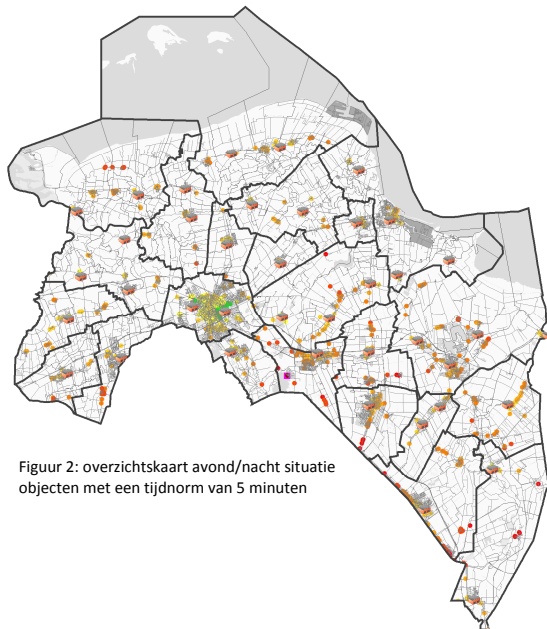 Figuur 2: overzichtskaart avond/nacht situatie
objecten met een tijdnorm van 5 minuten